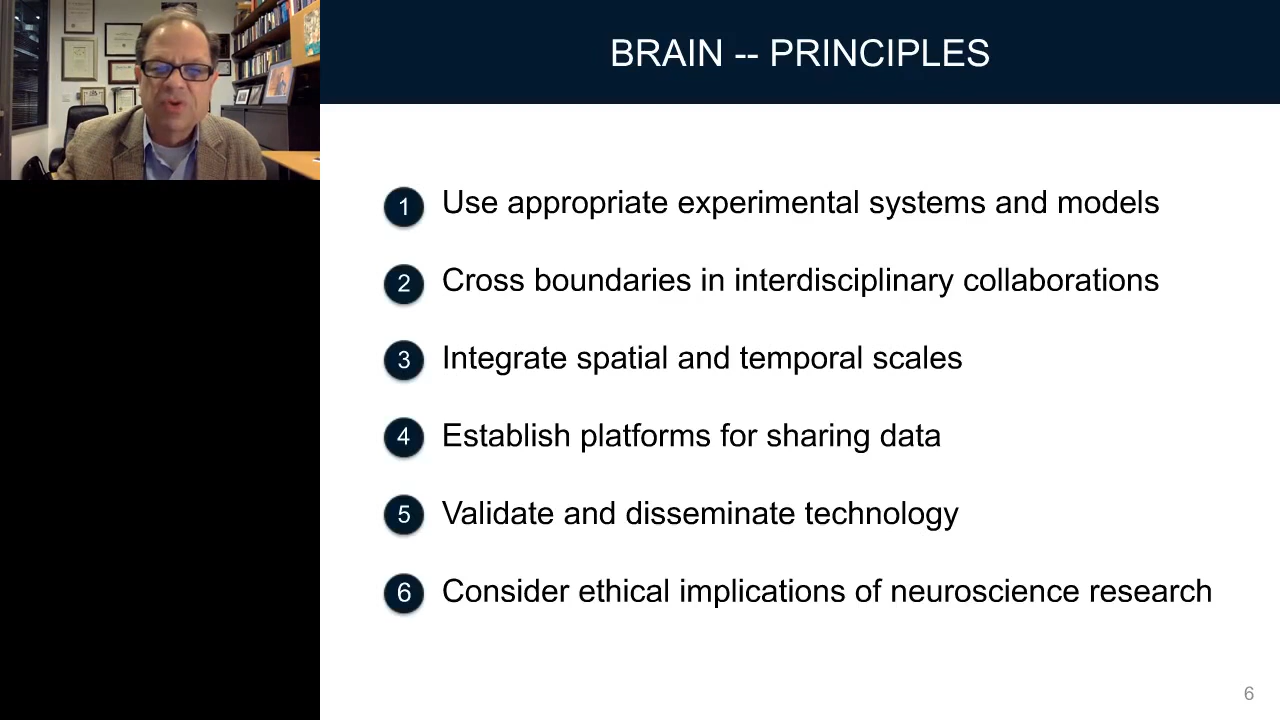 BRAIN -- PRINCIPLES
1 Use appropriate experimental systems and models
2 Cross boundaries in interdisciplinary collaborations
3 Integrate spatial and temporal scales
4 Establish platforms for sharing data
5 Validate and disseminate technology
6 Consider ethical implications of neuroscience research
6